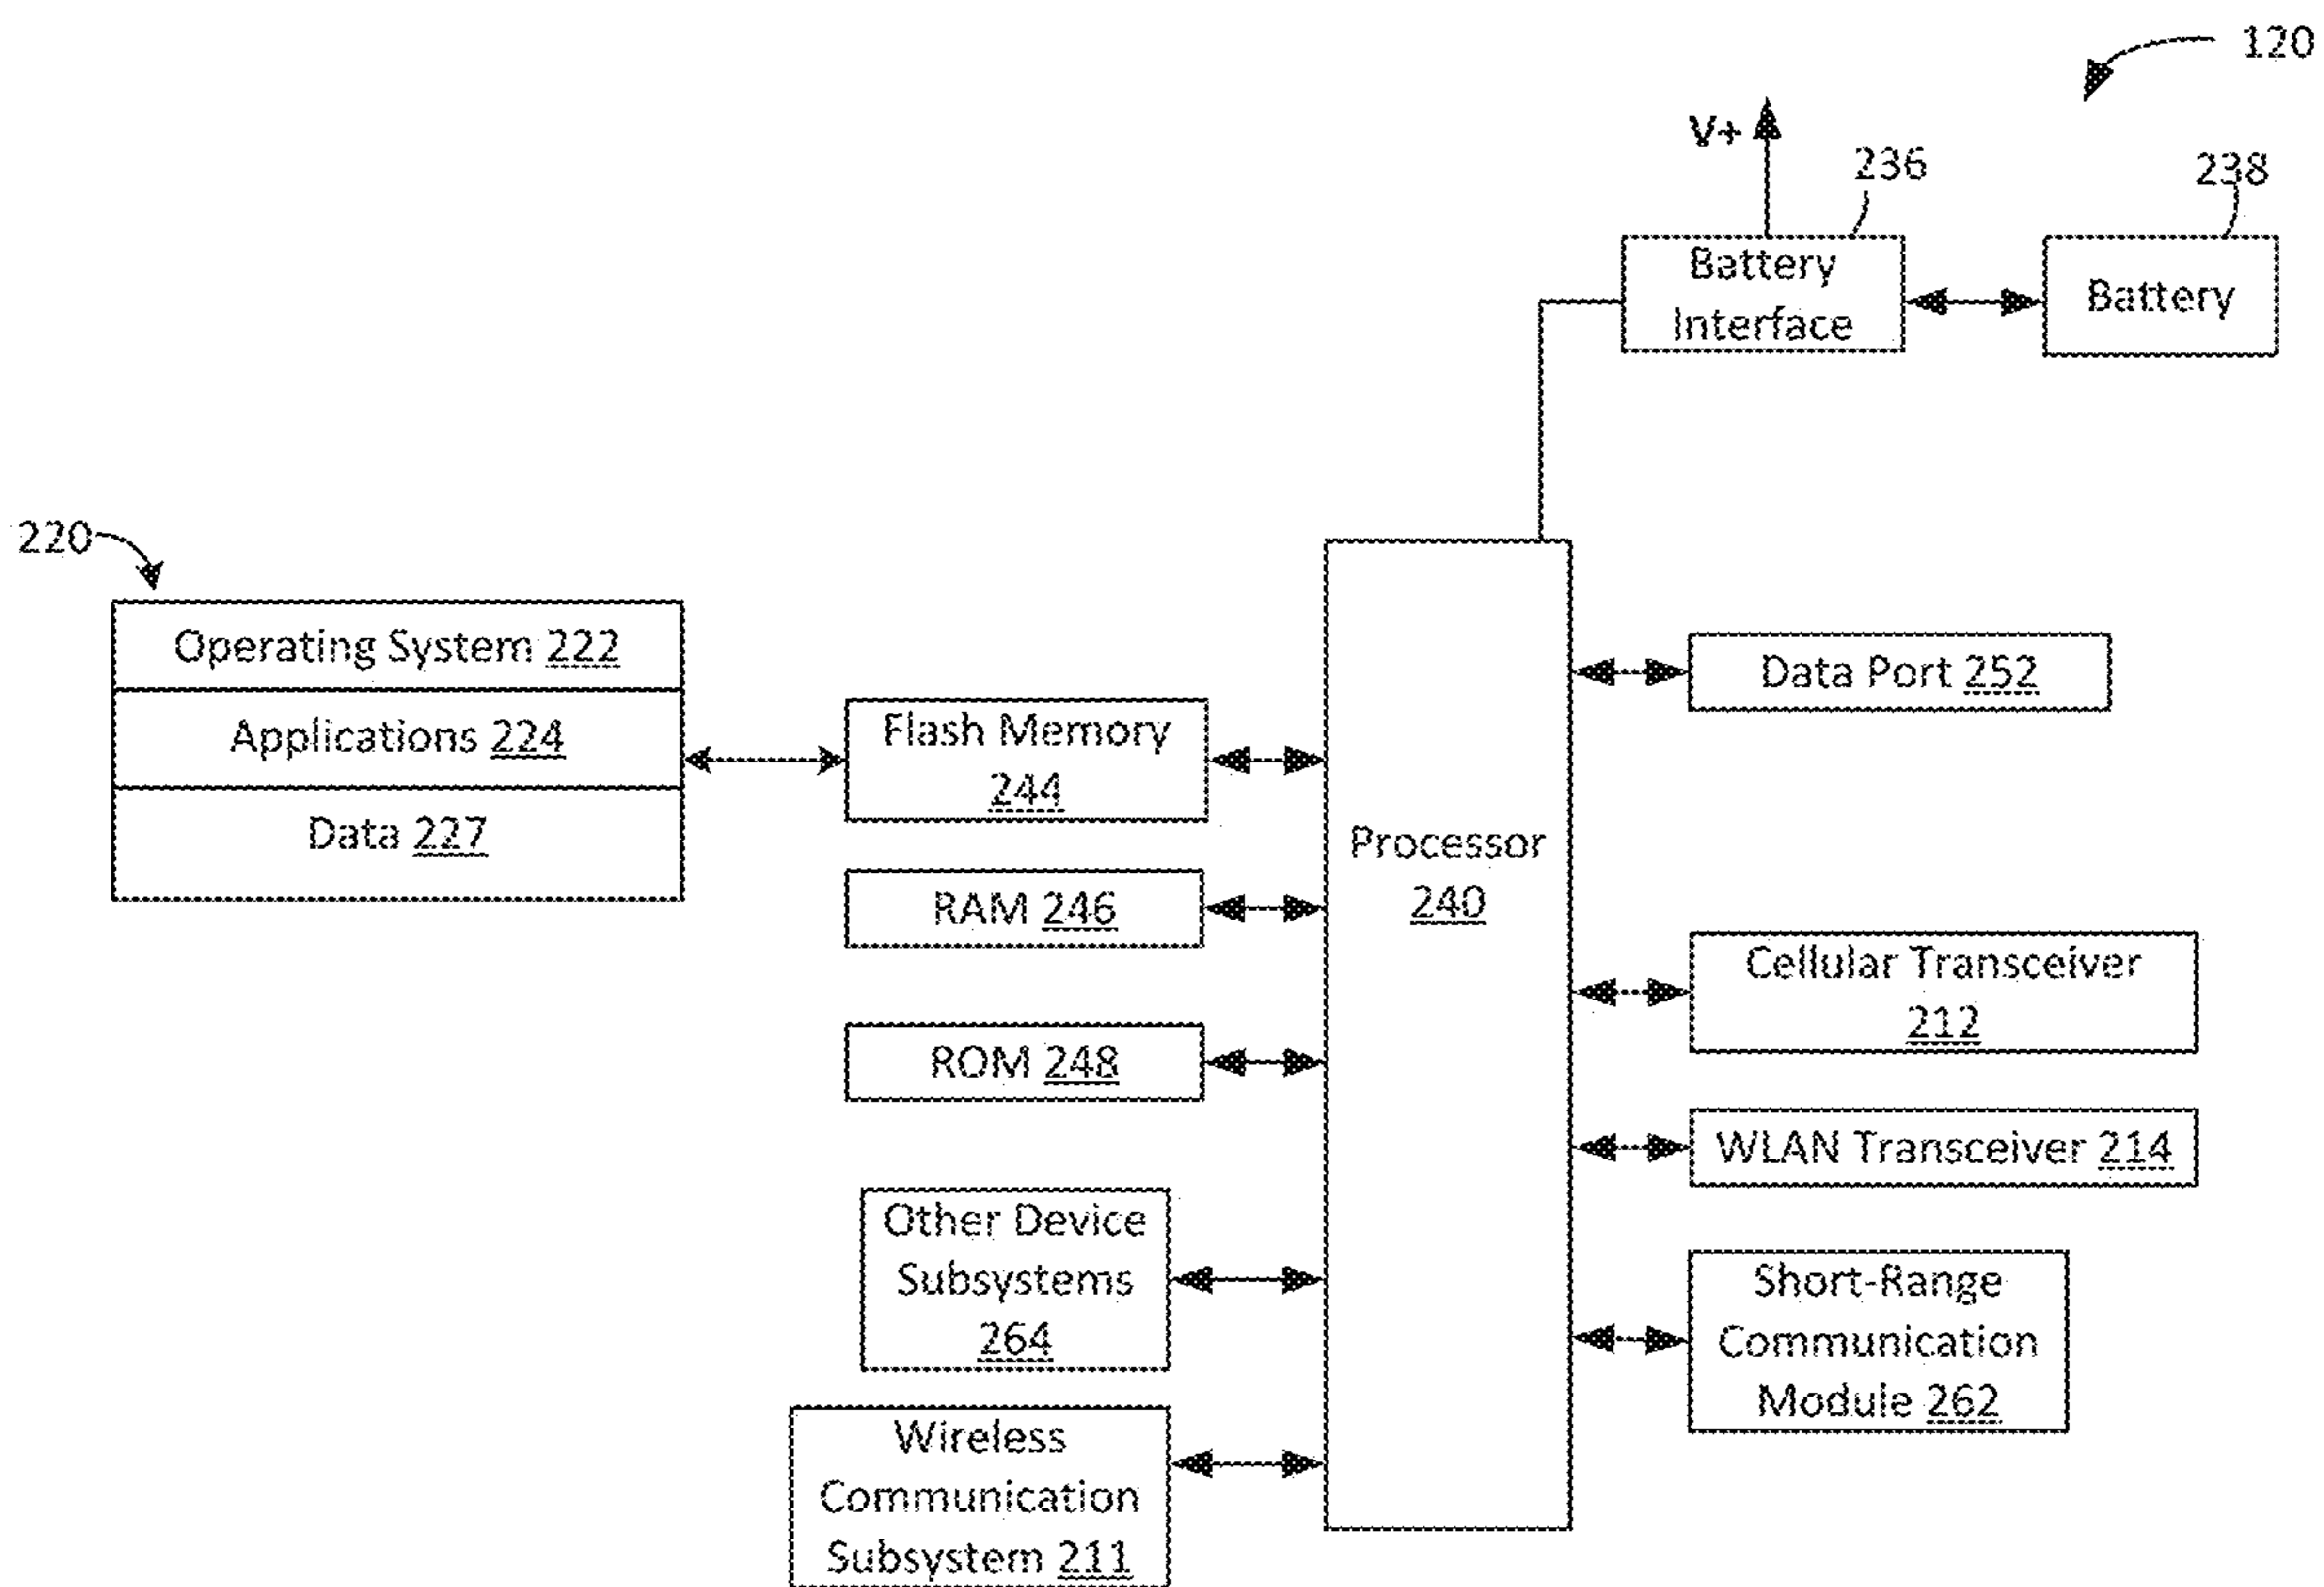 120
V+
236
238
Battery
Interface
Battery
220
Operating System 222
Applications 224
Data 227
Flash Memory
244
RAM 246
ROM 248
Other Device
Subsystems
264
Wireless
Communication
Subsystem 211
Processor
240
Data Port 252
Cellular Transceiver
212
WLAN Transceiver 214
Short-Range
Communication
Module 262